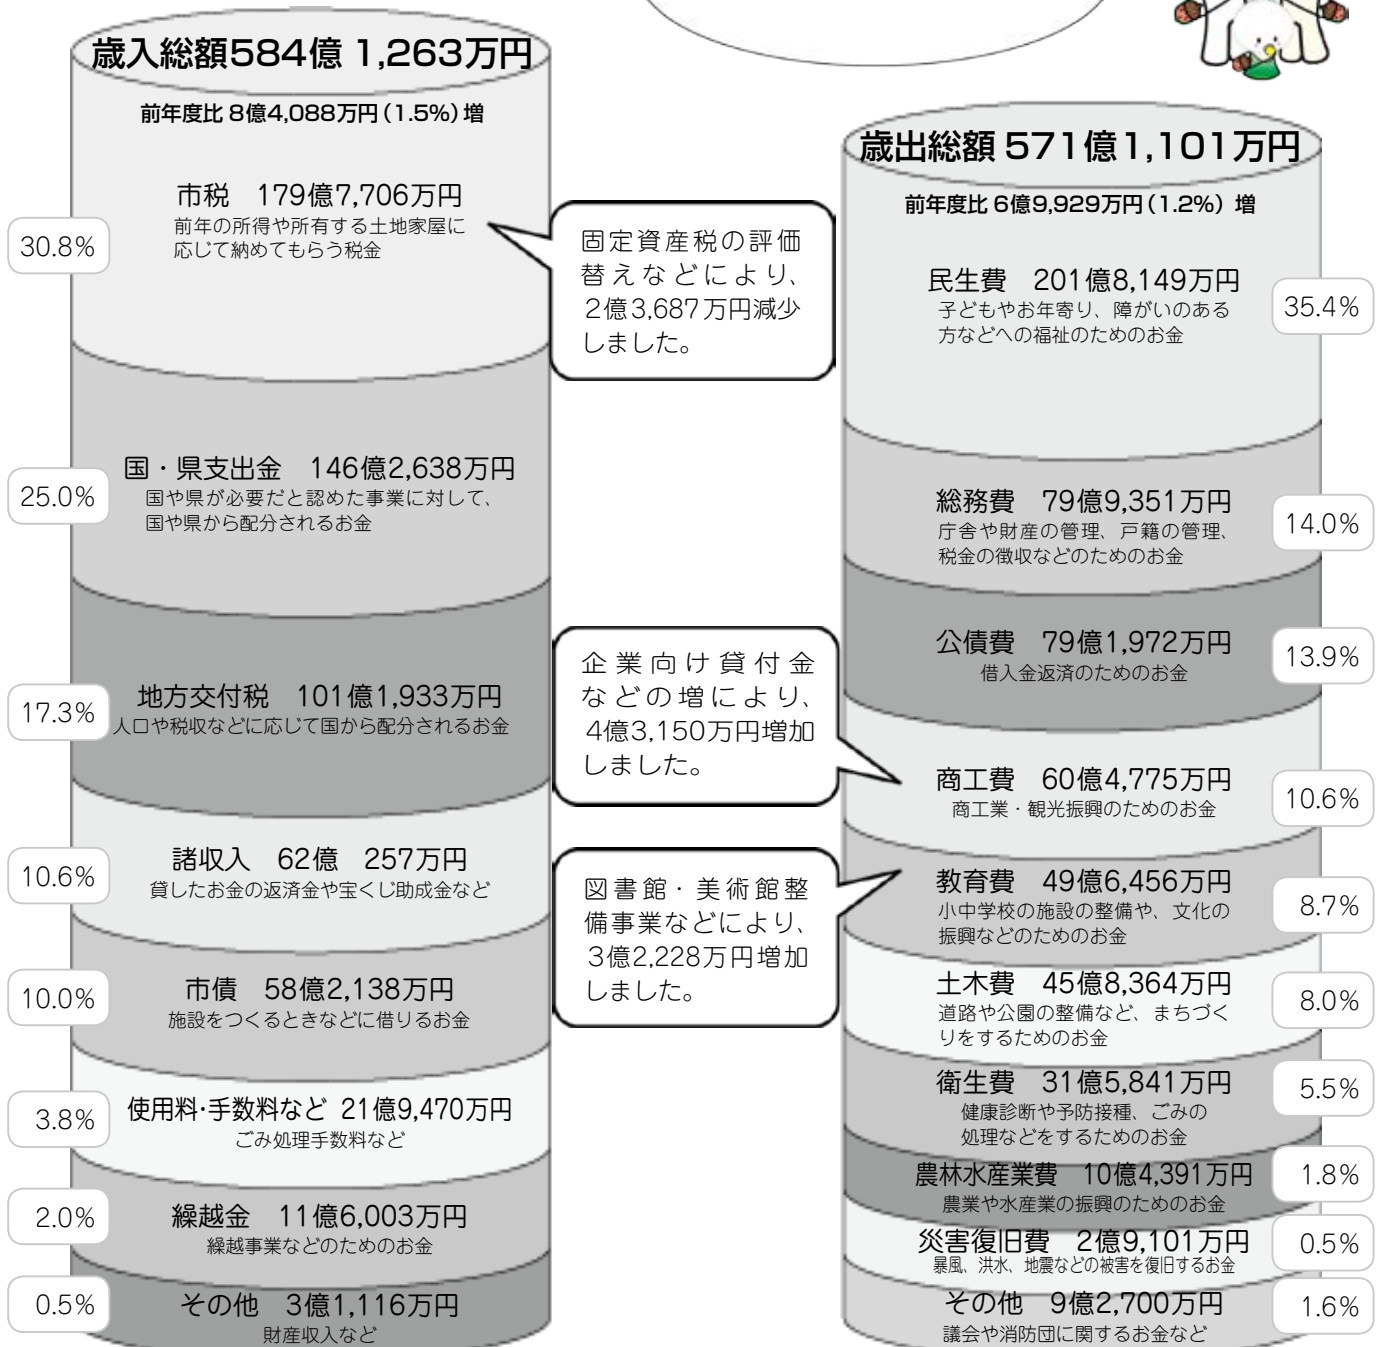 歳入総額584億1,263万円
前年度比 8億4,088万円(1.5%)増
市税 179億7,706万円
前年の所得や所有する土地家屋に
応じて納めてもらう税金
30.8%
国・県支出金 146億2,638万円
国や県が必要だと認めた事業に対して、
国や県から配分されるお金
25.0%
地方交付税 101億1,933万円
人口や税収などに応じて国から配分されるお金
17.3%
諸収入 62億 257万円
貸したお金の返済金や宝くじ助成金など
10.6%
市債 58億2,138万円
施設をつくるときなどに借りるお金
10.0%
使用料・手数料など 21億9,470万円
ごみ処理手数料など
3.8%
繰越金 11億6,003万円
繰越事業などのためのお金
2.0%
その他 3億1,116万円
財産収入など
0.5%
固定資産税の評価
替えなどにより、
2億3,687万円減少
しました。
企業向け貸付金
などの増により、
4億3,150万円増加
しました。
図書館・美術館整
備事業などにより、
3億2,228万円増加
しました。
歳出総額 571億1,101万円
前年度比 6億9,929万円(1.2%)増
民生費 201億8,149万円
子どもやお年寄り、障がいのある
方などへの福祉のためのお金
35.4%
総務費 79億9,351万円
庁舎や財産の管理、戸籍の管理、
税金の徴収などのためのお金
14.0%
公債費 79億1,972万円
借入金返済のためのお金
13.9%
商工費 60億4,775万円
商工業・観光振興のためのお金
10.6%
教育費 49億6,456万円
小中学校の施設の整備や、文化の
振興などのためのお金
8.7%
土木費 45億8,364万円
道路や公園の整備など、まちづく
りをするためのお金
8.0%
衛生費 31億5,841万円
健康診断や予防接種、ごみの
処理などをするためのお金
5.5%
農林水産業費 10億4,391万円
農業や水産業の振興のためのお金
1.8%
災害復旧費 2億9,101万円
暴風、洪水、地震などの被害を復旧するお金
0.5%
その他 9億2,700万円
議会や消防団に関するお金など
1.6%